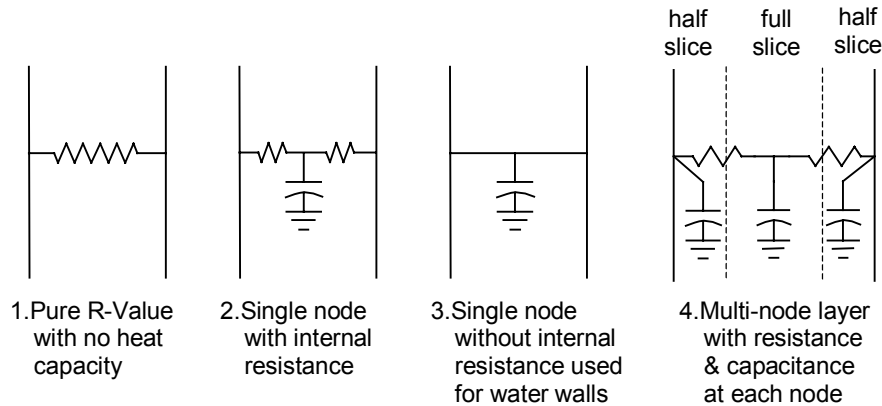 half
slice
full
slice
half
slice
1.Pure R-Value
with no heat
capacity
2.Single node
with internal
resistance
3.Single node
without internal
resistance used
for water walls
4.Multi-node layer
with resistance
& capacitance
at each node